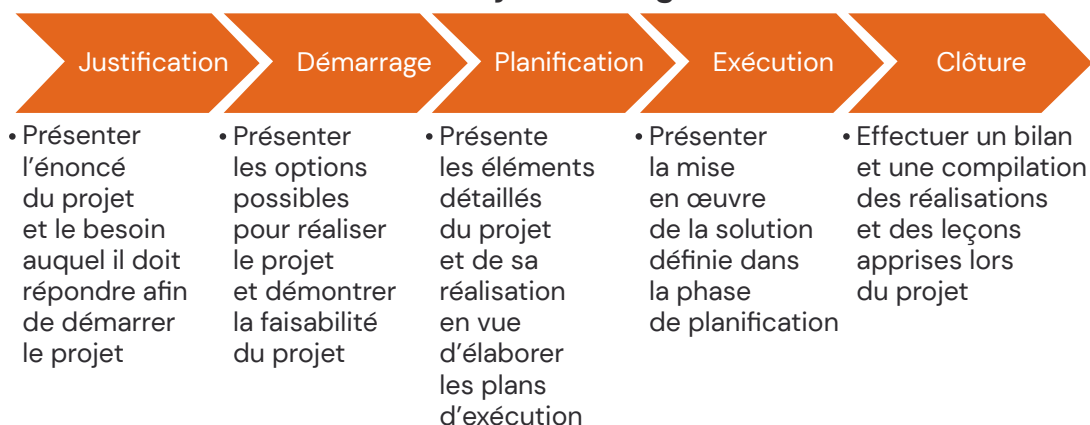 Justification
Démarrage
Planification
Exécution
Clôture
• Présenter
l’énoncé
du projet
et le besoin
auquel il doit
répondre afin
de démarrer
le projet
• Présenter
les options
possibles
pour réaliser
le projet
et démontrer
la faisabilité
du projet
• Présente
les éléments
détaillés
du projet
et de sa
réalisation
en vue
d’élaborer
les plans
d’exécution
• Présenter
la mise
en œuvre
de la solution
définie dans
la phase
de planification
• Effectuer un bilan
et une compilation
des réalisations
et des leçons
apprises lors
du projet